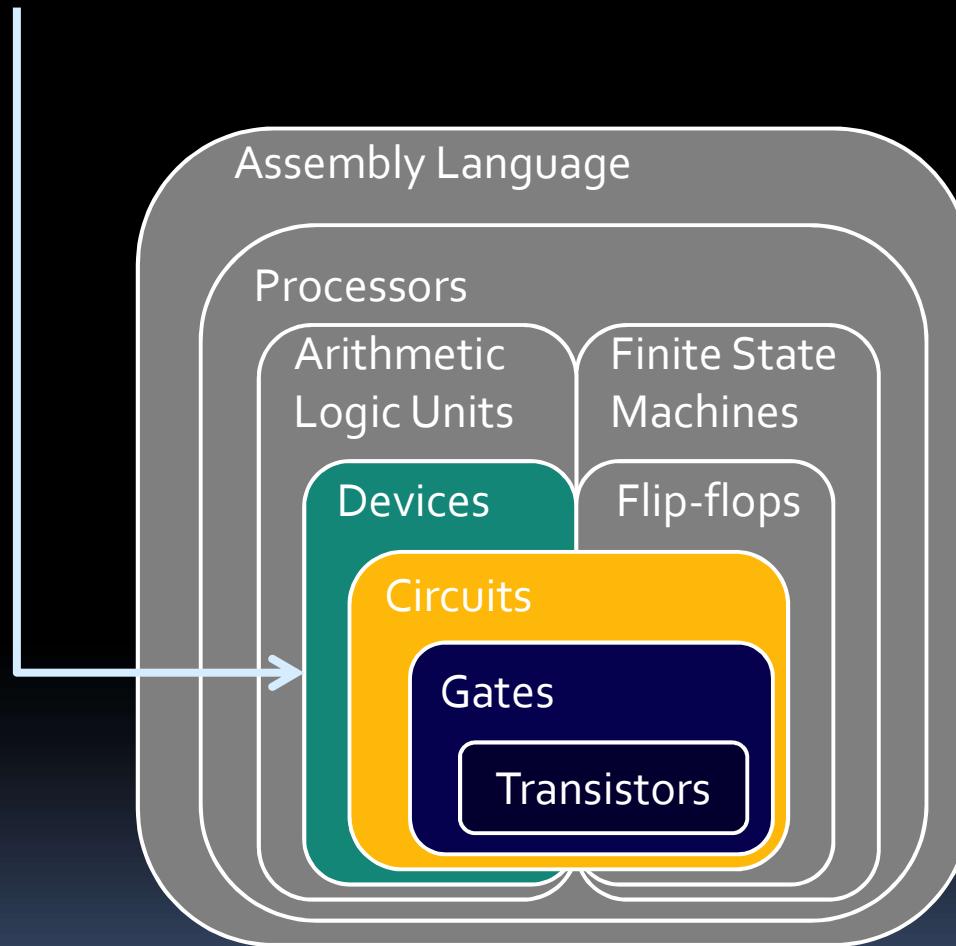 Assembly Language
Processors
Arithmetic
Logic Units
Finite State
Machines
Devices
Flip-flops
Circuits
Gates
Transistors